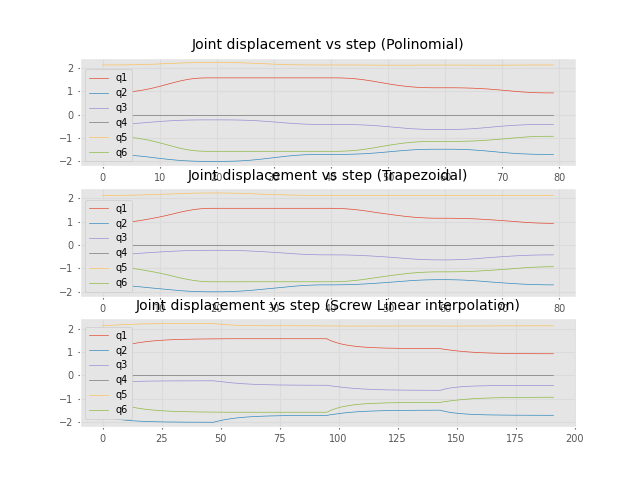 Joint displacement vs step (Polinomial)
2
1
0
−1
−2
q1
q2
q3
q4
q5
q6
0 10 20 30 40 50 60 70 80
Joint displacement vs step (Trapezoidal)
2
1
0
−1
−2
q1
q2
q3
q4
q5
q6
0 10 20 30 40 50 60 70 80
Joint displacement vs step (Screw Linear interpolation)
2
1
0
−1
−2
q1
q2
q3
q4
q5
q6
0 25 50 75 100 125 150 175 200